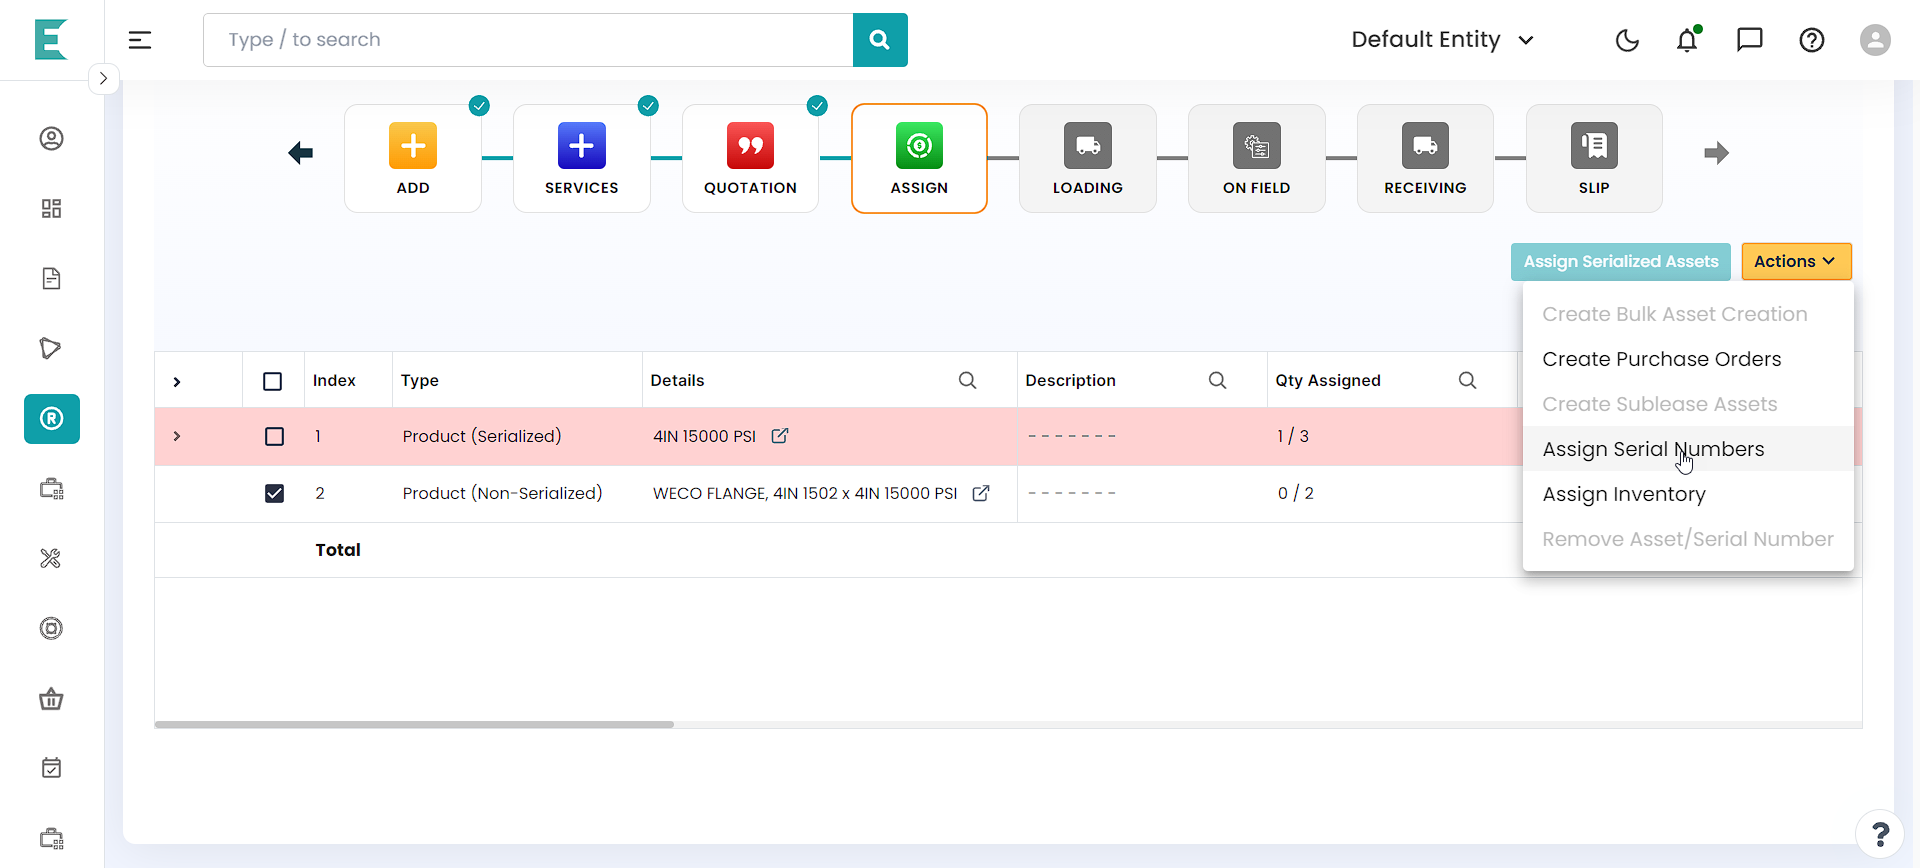 Type / to search
Default Entity
ADD
SERVICES
QUOTATION
ASSIGN
LOADING
ON FIELD
RECEIVING
SLIP
Assign Serialized Assets
Actions
Create Bulk Asset Creation
Create Purchase Orders
Create Sublease Assets
Assign Serial Numbers
Assign Inventory
Remove Asset/Serial Number
Index Type Details Description Qty Assigned
1 Product (Serialized) 4IN 15000 PSI - - - - - - - 1 / 3
2 Product (Non-Serialized) WECO FLANGE, 4IN 1502 x 4IN 15000 PSI - - - - - - - 0 / 2
Total